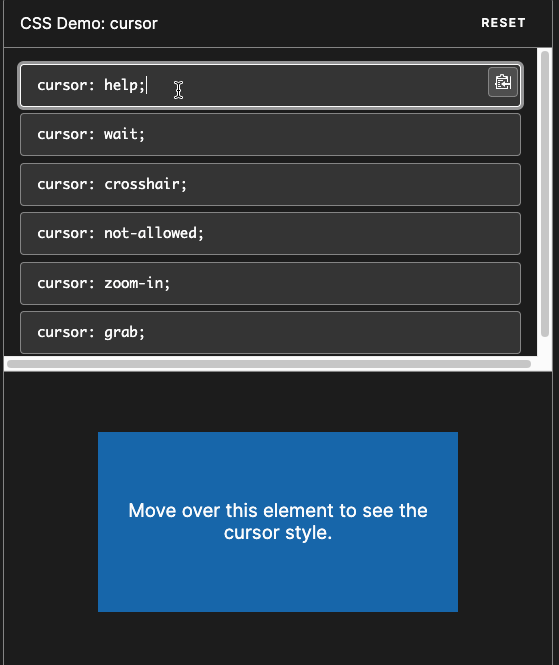 CSS Demo: cursor
RESET
cursor: help;
cursor: wait;
cursor: crosshair;
cursor: not-allowed;
cursor: zoom-in;
cursor: grab;
Move over this element to see the
cursor style.